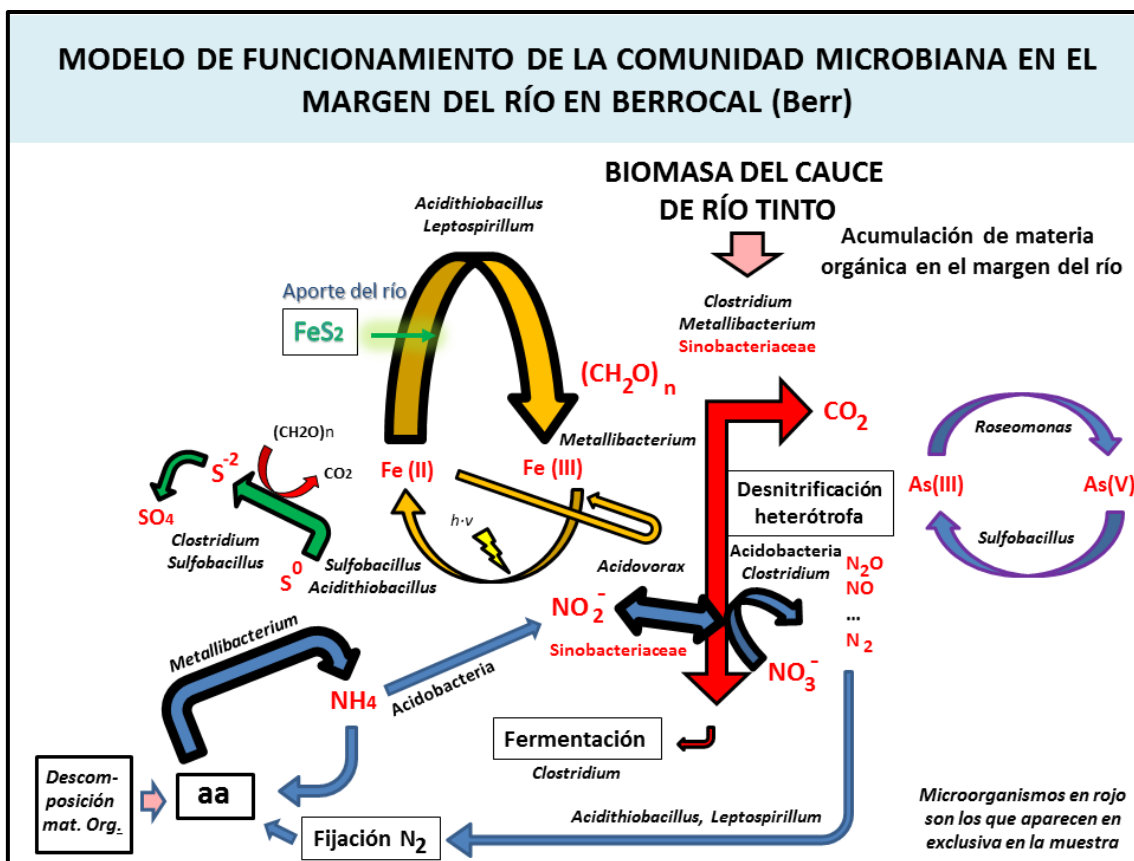 MODELO DE FUNCIONAMIENTO DE LA COMUNIDAD MICROBIANA EN EL
MARGEN DEL RÍO EN BERROCAL (Berr)
BIOMASA DEL CAUCE
DE RÍO TINTO
Acidithiobacillus
Leptospirillum
Acumulación de materia
orgánica en el margen del río
Aporte del río
FeS2
Clostridium
Metallibacterium
Sinobacteriaceae
(CH2O)n
CO2
Metallibacterium
Fe (II)
Fe (III)
(CH2O)n
CO2
S-2
SO4
Clostridium
Sulfobacillus
S0
Sulfobacillus
Acidithiobacillus
h·v
Acidovorax
Roseomonas
As(III)
As(V)
Sulfobacillus
Desnitrificación
heterótrofa
Acidobacteria
Clostridium
N2O
NO
...
N2
NO2-
Sinobacteriaceae
NO3-
Metallibacterium
NH4
Acidobacteria
Fermentación
Clostridium
Descom-
posición
mat. Org.
aa
Fijación N2
Acidithiobacillus, Leptospirillum
Microorganismos en rojo
son los que aparecen en
exclusiva en la muestra